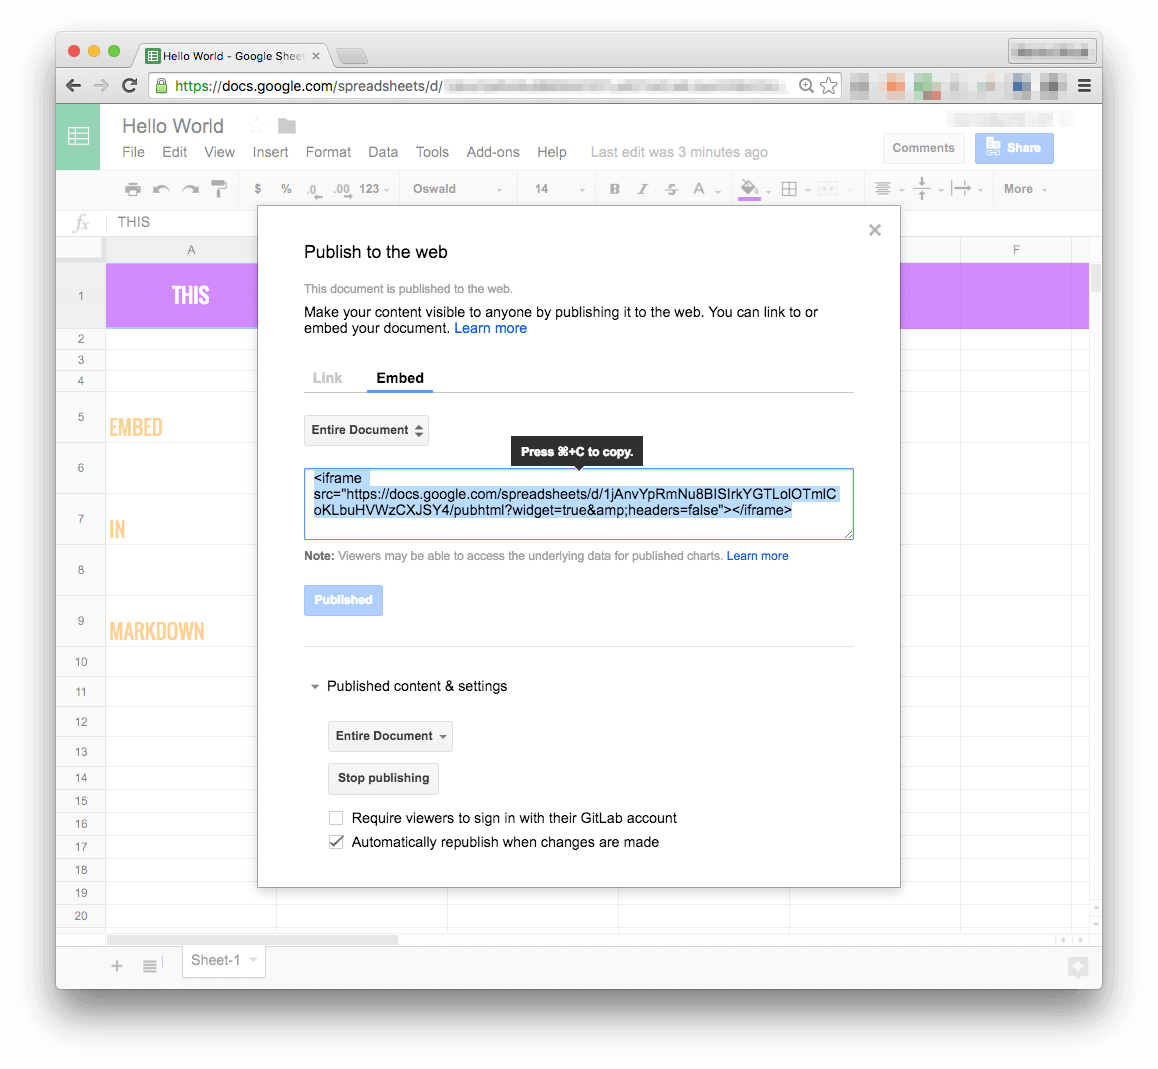 Hello World - Google Sheet
https://docs.google.com/spreadsheets/d/
Hello World
File Edit View Insert Format Data Tools Add-ons Help Last edit was 3 minutes ago
Comments
Share
$ % .0 .00 123 Oswald 14 B I S A More
fx THIS
A F
1 THIS
2
3
4
5 EMBED
6
7 IN
8
9 MARKDOWN
10
11
12
13
14
15
16
17
18
19
20
Publish to the web
This document is published to the web.
Make your content visible to anyone by publishing it to the web. You can link to or
embed your document. Learn more
Link Embed
Entire Document
Press ⌘+C to copy.
<iframe
src="https://docs.google.com/spreadsheets/d/1jAnvYpRmNu8BISIrkYGTLolOTmlC
oKLbuHVWzCXJSY4/pubhtml?widget=true&amp;headers=false"></iframe>
Note: Viewers may be able to access the underlying data for published charts. Learn more
Published
Published content & settings
Entire Document
Stop publishing
Require viewers to sign in with their GitLab account
Automatically republish when changes are made
Sheet-1